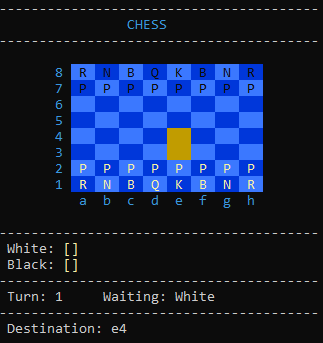 CHESS
8 R N B Q K B N R
7 P P P P P P P P
6
5
4
3
2 P P P P P P P P
1 R N B Q K B N R
a b c d e f g h
White: []
Black: []
Turn: 1 Waiting: White
Destination: e4